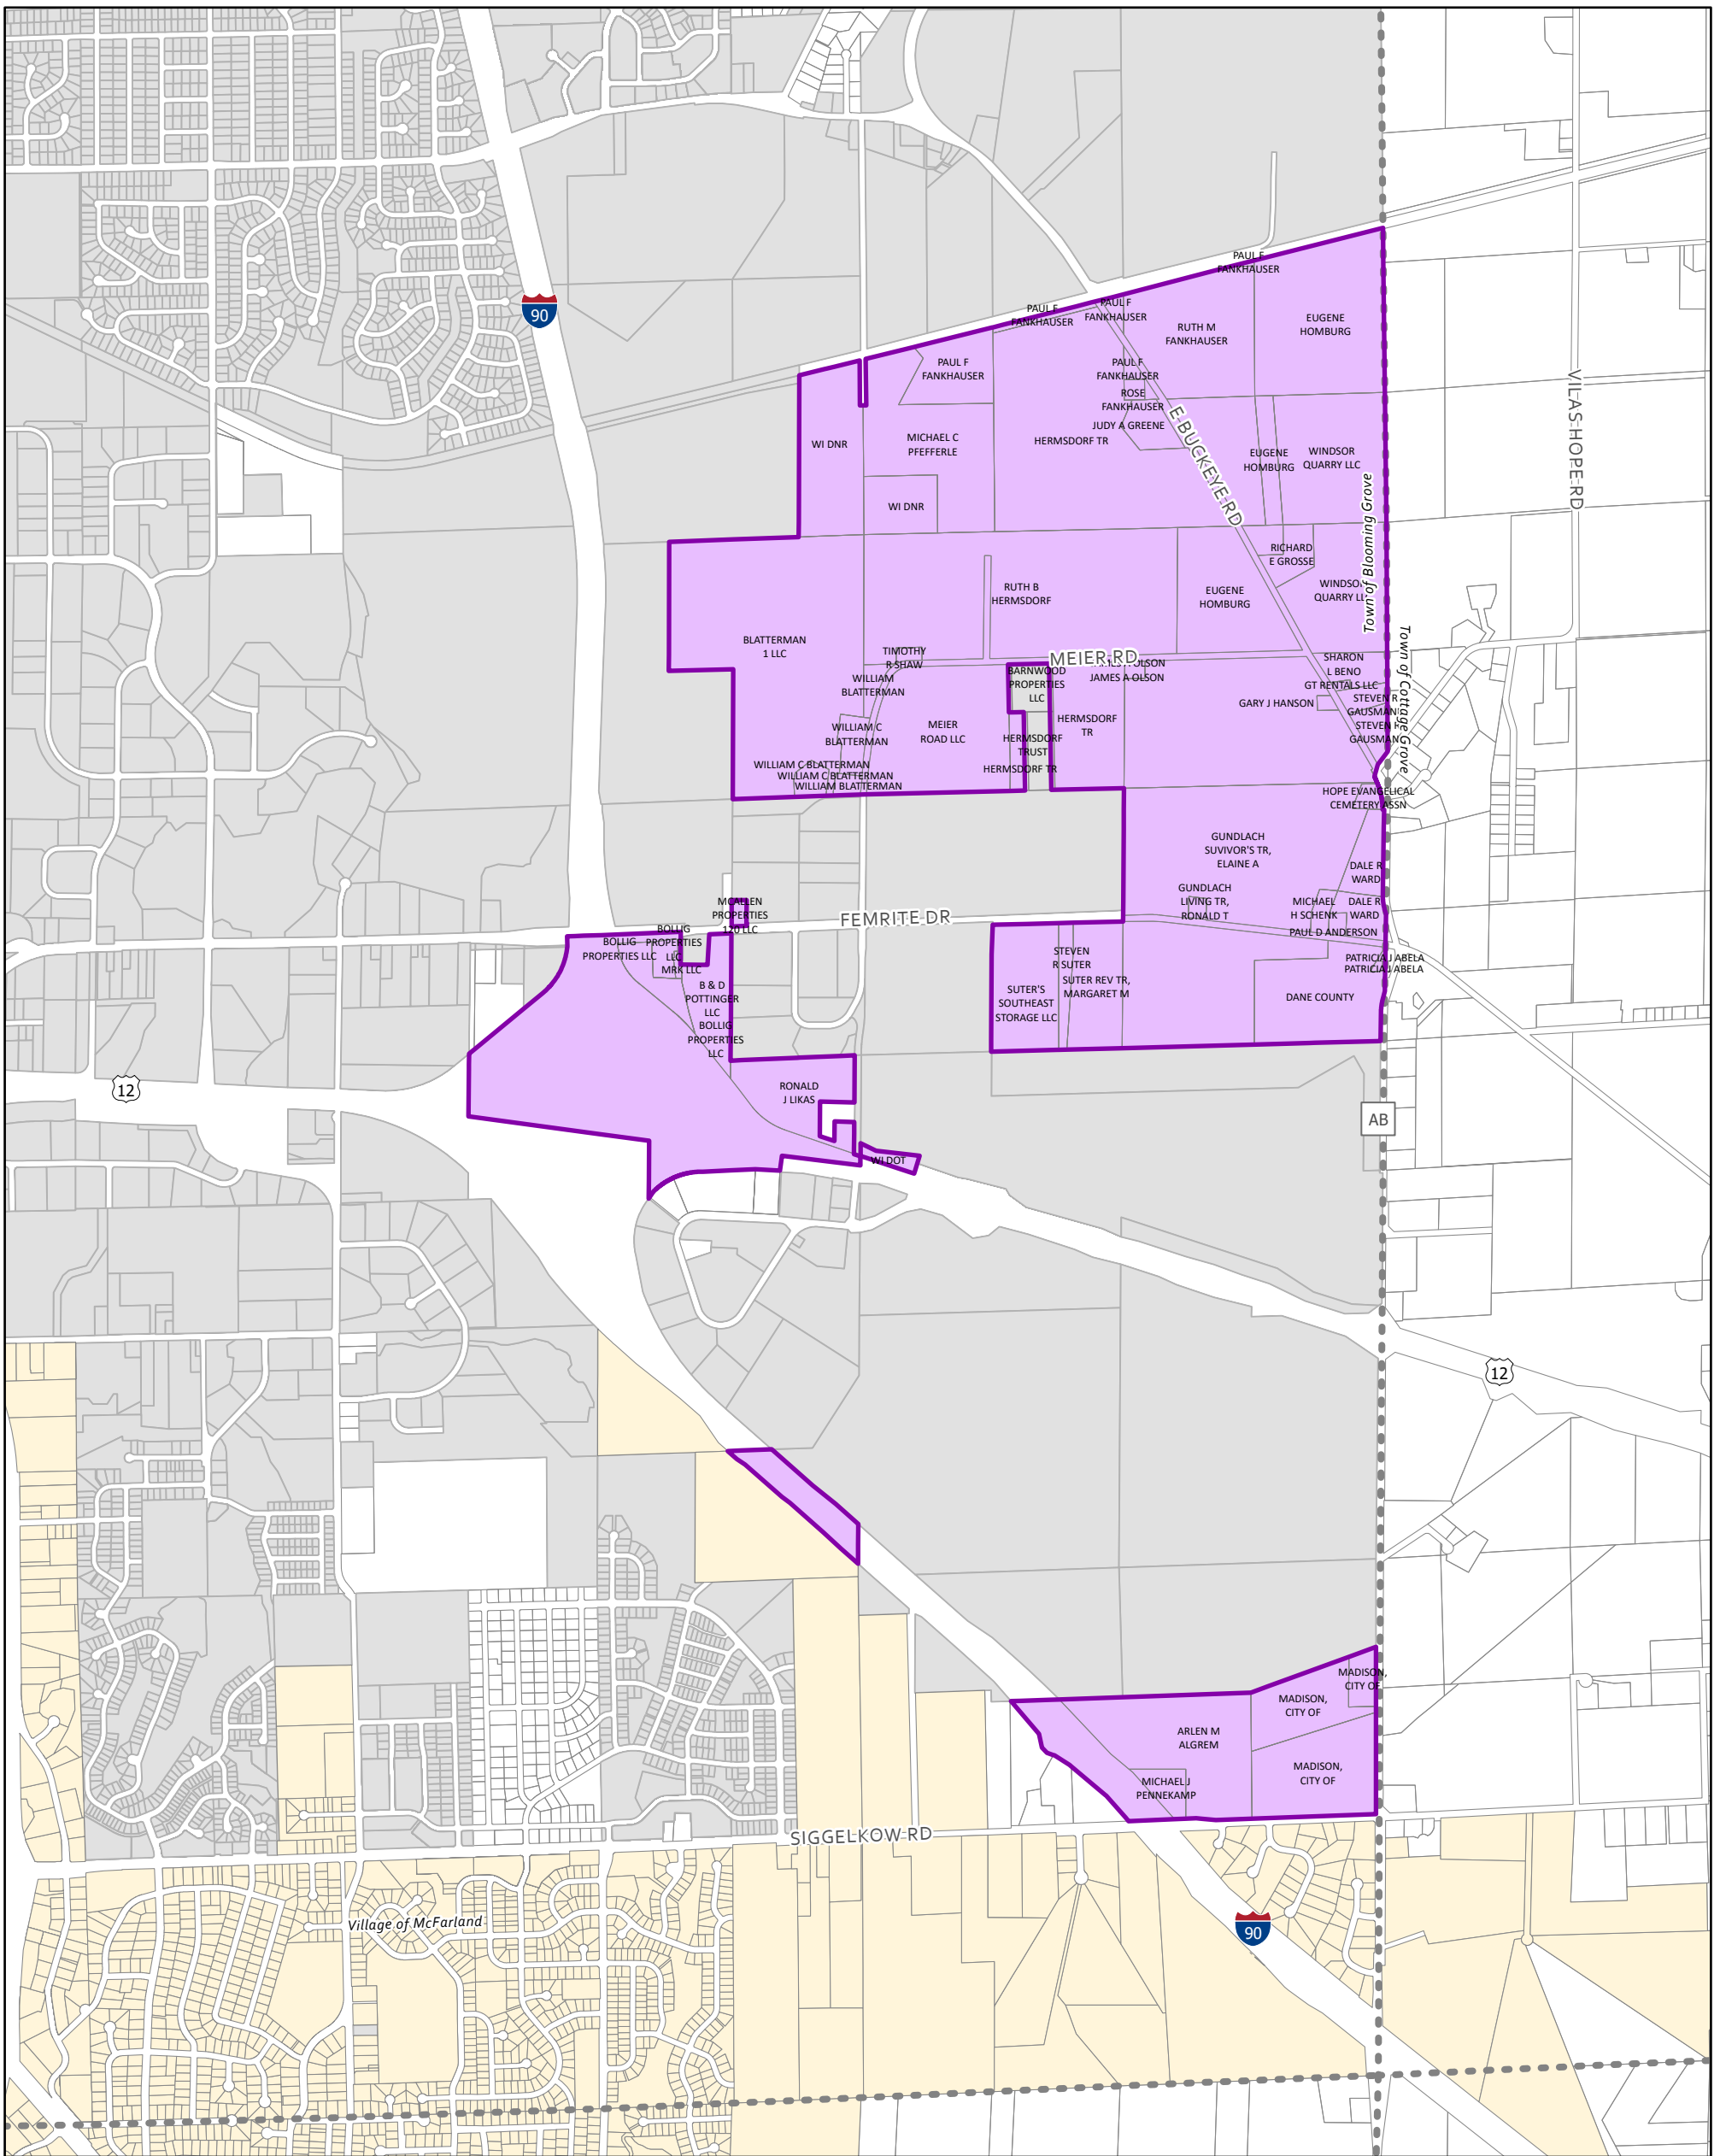 PAUL F
FANKHAUSER
90
PAUL F
FANKHAUSER
PAUL F
FANKHAUSER
RUTH M
FANKHAUSER
EUGENE
HOMBURG
PAUL F
FANKHAUSER
PAUL F
FANKHAUSER
ROSE
FANKHAUSER
JUDY A GREENE
HERMSDORF TR
WI DNR
MICHAEL C
PFEFFERLE
E BUCKEYE RD
EUGENE
HOMBURG
WINDSOR
QUARRY LLC
VILAS HOPE RD
WI DNR
Town of Blooming Grove
RICHARD
E GROSSE
RUTH B
HERMSDORF
EUGENE
HOMBURG
WINDSOR
QUARRY LLC
BLATTERMAN
1 LLC
TIMOTHY
R SHAW
MEIER RD
Town of Cottage Grove
WILLIAM
BLATTERMAN
BARNWOOD
PROPERTIES
LLC
JAMES A OLSON
SHARON
L BENO
GT RENTALS LLC
GARY J HANSON
STEVEN R
GAUSMAN
STEVEN R
GAUSMAN
WILLIAM C
BLATTERMAN
MEIER
ROAD LLC
HERMSDORF
TR
HERMSDORF
TRUST
HERMSDORF TR
WILLIAM C BLATTERMAN
WILLIAM C BLATTERMAN
WILLIAM BLATTERMAN
HOPE EVANGELICAL
CEMETERY ASSN
GUNDLACH
SUVIVOR'S TR,
ELAINE A
DALE R
WARD
GUNDLACH
LIVING TR,
RONALD T
MICHAEL
H SCHENK
DALE R
WARD
PAUL D ANDERSON
MCALLEN
PROPERTIES
120 LLC
FEMRITE DR
BOLLIG
PROPERTIES LLC
BOLLIG
PROPERTIES
LLC
MRK LLC
B & D
POTTINGER
LLC
BOLLIG
PROPERTIES
LLC
STEVEN
R SUTER
SUTER REV TR,
MARGARET M
SUTER'S
SOUTHEAST
STORAGE LLC
PATRICIA J ABELA
PATRICIA J ABELA
DANE COUNTY
12
RONALD
J LIKAS
AB
WI DOT
12
MADISON,
CITY OF
MADISON,
CITY OF
ARLEN M
ALGREM
MADISON,
CITY OF
MICHAEL J
PENNEKAMP
SIGGELKOW RD
Village of McFarland
90